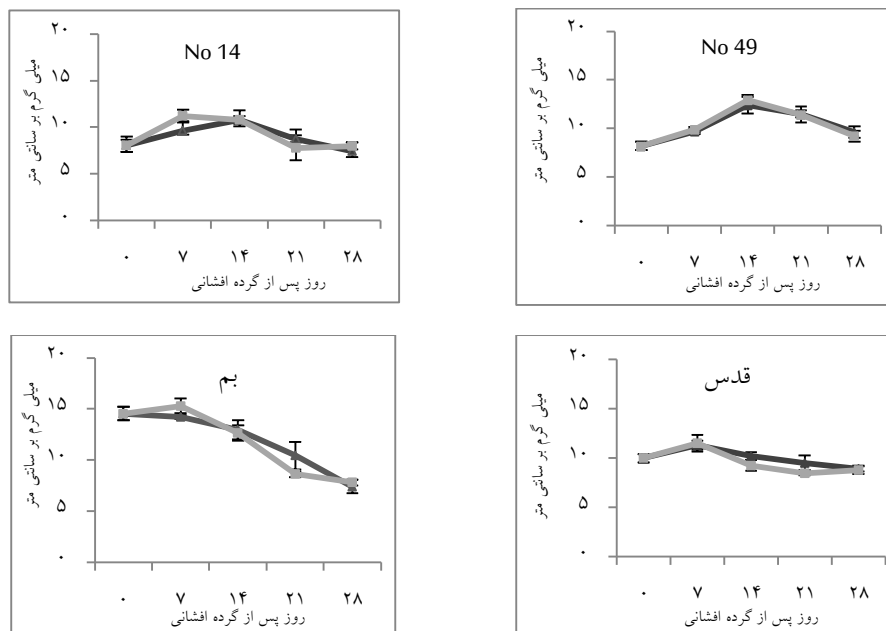 No 14
میلی گرم بر سانتی متر
۲۰
۱۵
۱۰
۵
۰
۰ ۷ ۱۴ ۲۱ ۲۸
روز پس از گرده افشانی
No 49
میلی گرم بر سانتی متر
۲۰
۱۵
۱۰
۵
۰
۰ ۷ ۱۴ ۲۱ ۲۸
روز پس از گرده افشانی
بم
میلی گرم بر سانتی متر
۲۰
۱۵
۱۰
۵
۰
۰ ۷ ۱۴ ۲۱ ۲۸
روز پس از گرده افشانی
قدس
میلی گرم بر سانتی متر
۲۰
۱۵
۱۰
۵
۰
۰ ۷ ۱۴ ۲۱ ۲۸
روز پس از گرده افشانی